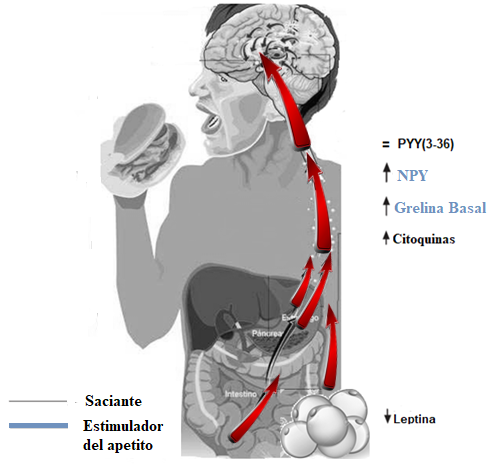 = PYY(3-36)
↑ NPY
↑ Grelina Basal
↑ Citoquinas
Páncreas
Intestino
Saciante
Estimulador
del apetito
↓ Leptina